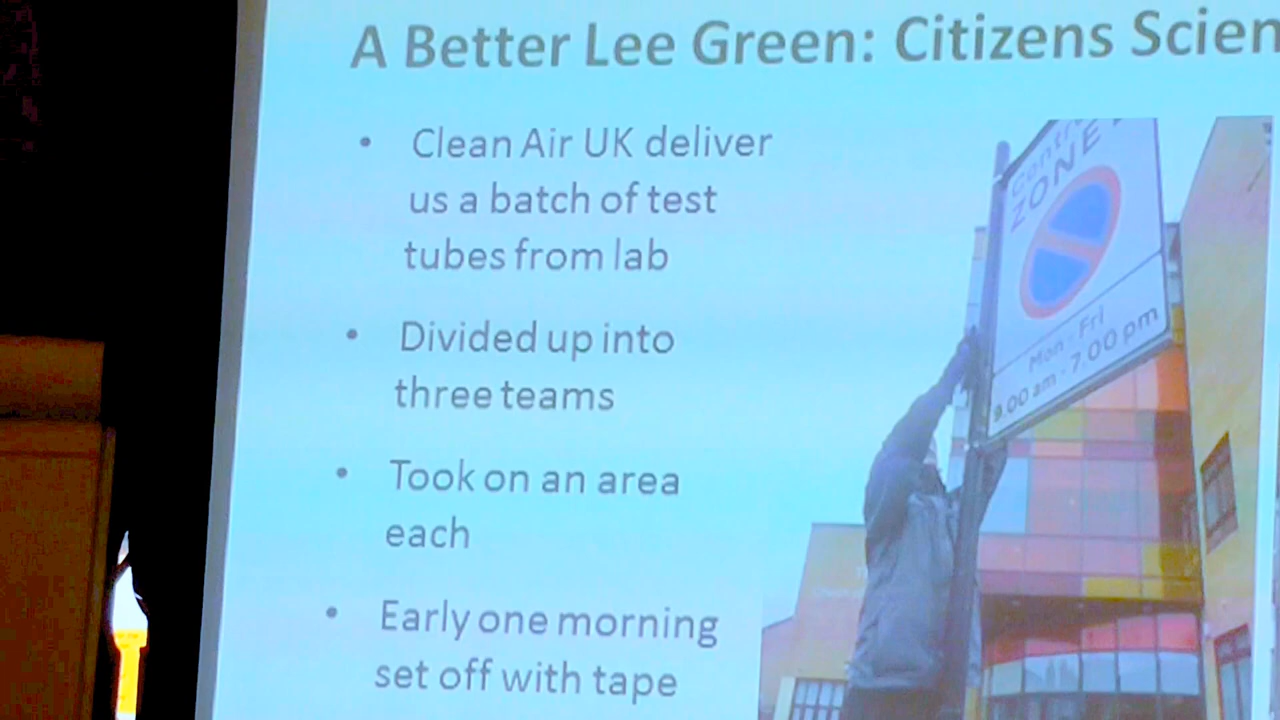 A Better Lee Green: Citizens Scien
• Clean Air UK deliver
us a batch of test
tubes from lab
• Divided up into
three teams
• Took on an area
each
• Early one morning
set off with tape
Contr
ZONE
Mon - Fri
9.00 am - 7.00 pm